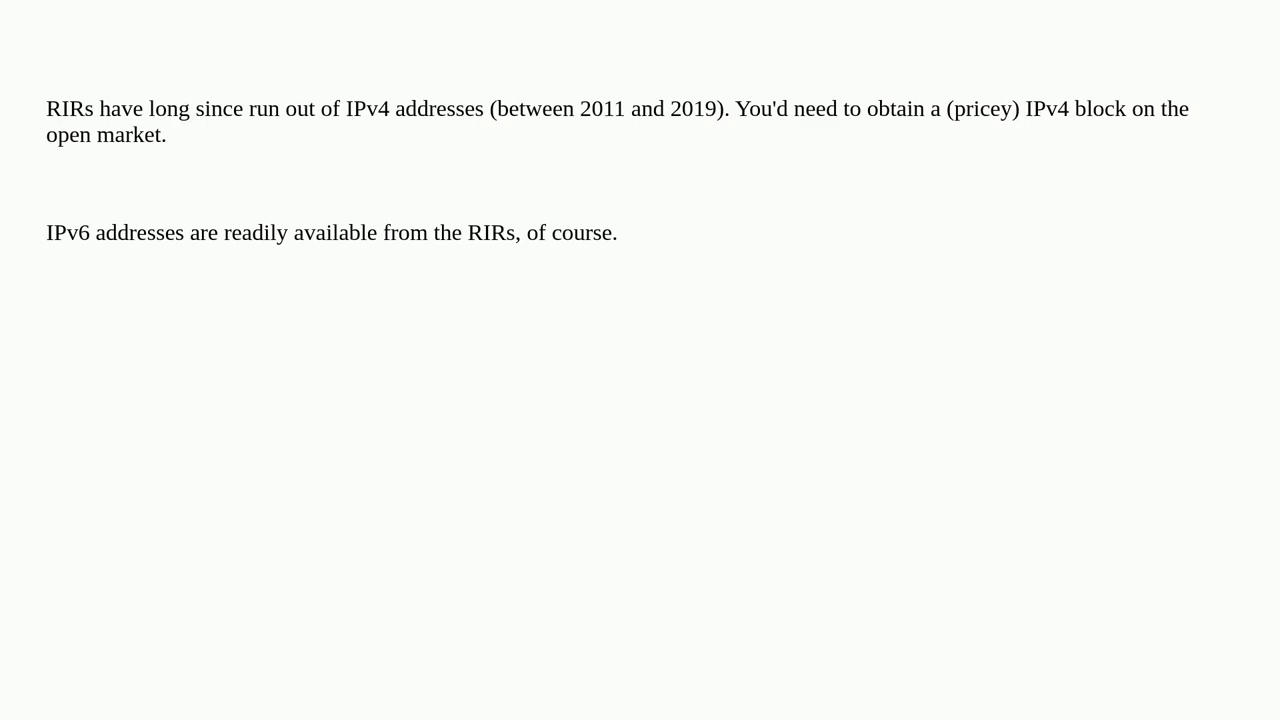 RIRs have long since run out of IPv4 addresses (between 2011 and 2019). You'd need to obtain a (pricey) IPv4 block on the
open market.
IPv6 addresses are readily available from the RIRs, of course.